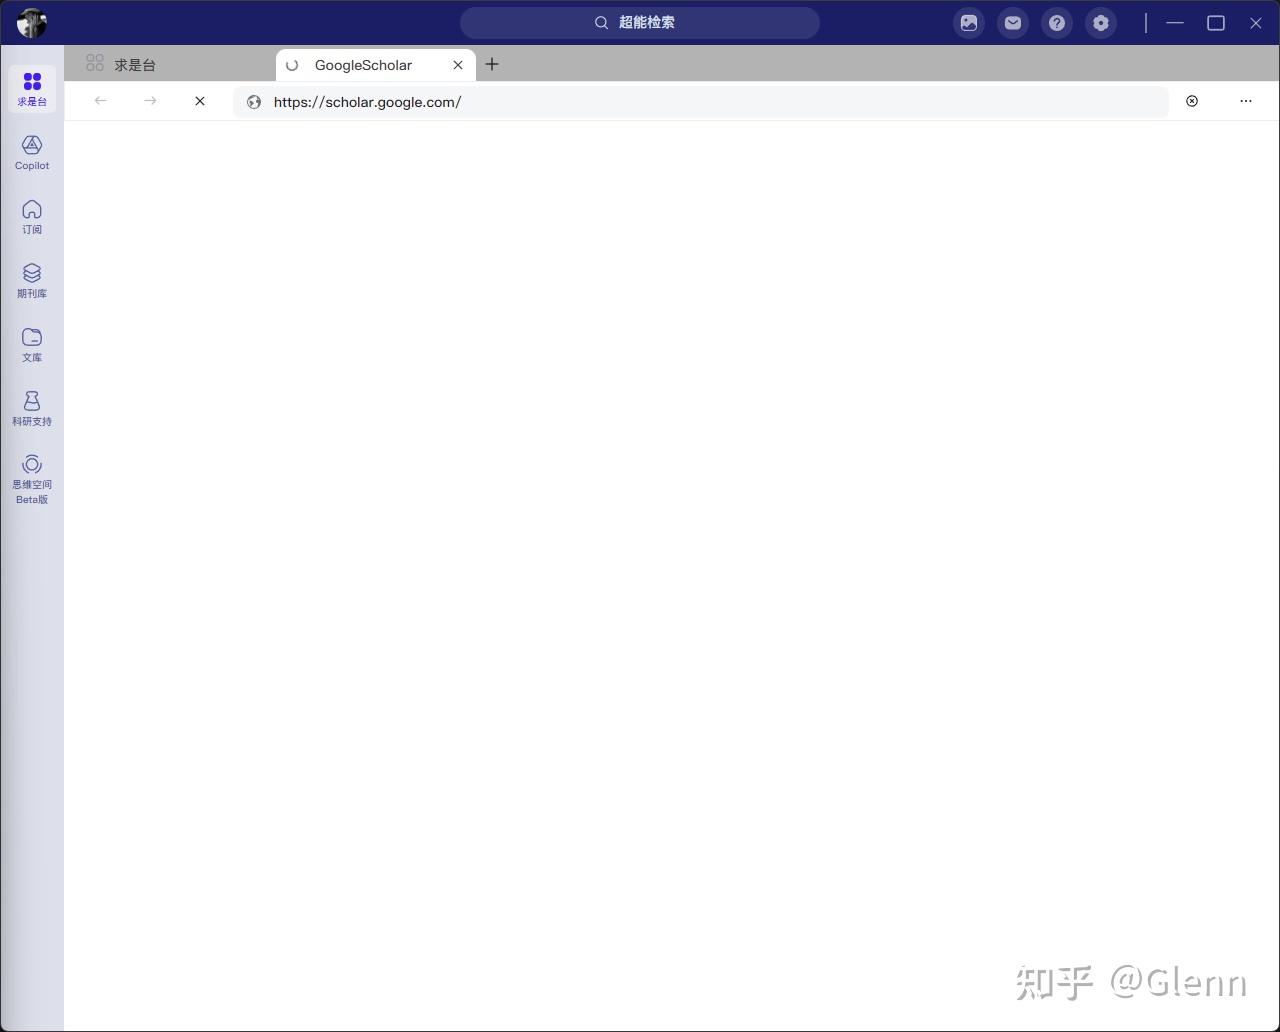 超能检索
求是台
GoogleScholar
https://scholar.google.com/
求是台
Copilot
订阅
期刊库
文库
科研支持
思维空间
Beta版
知乎 @Glenn